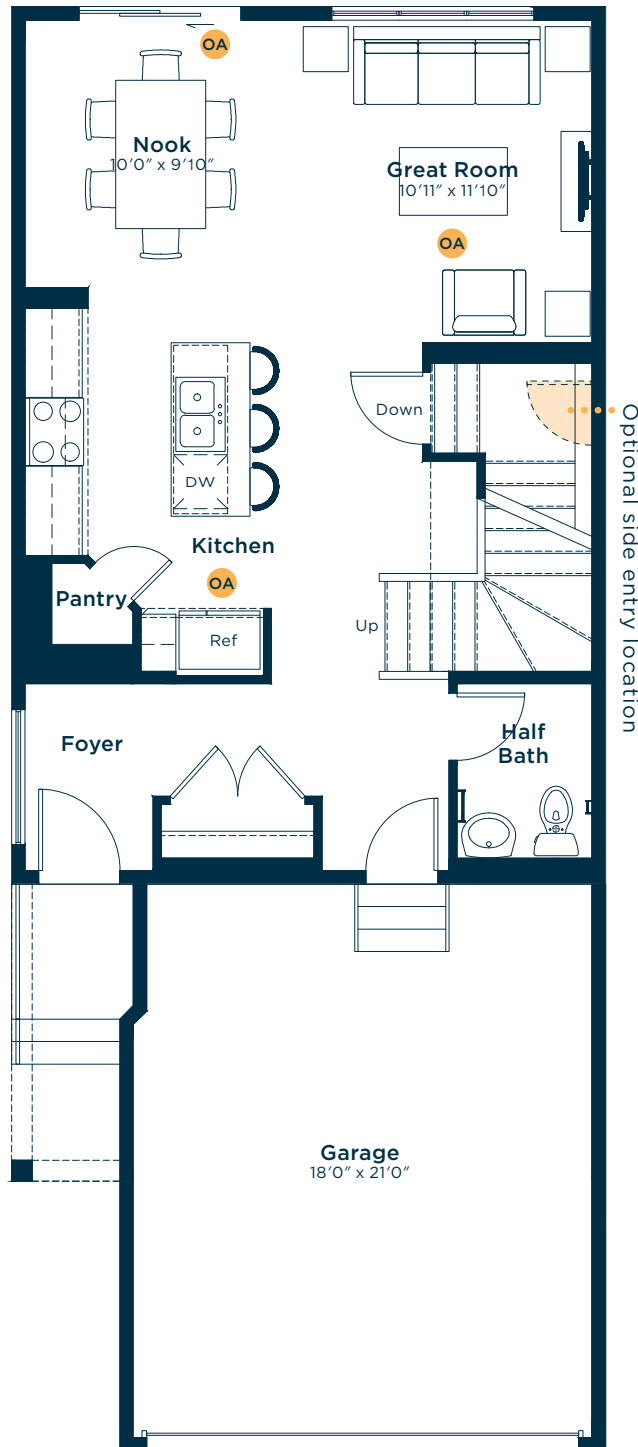 OA
Nook
10'0" x 9'10"
Great Room
10'11" x 11'10"
OA
Down
Optional side entry location
DW
Kitchen
OA
Pantry
Up
Ref
Foyer
Half
Bath
Garage
18'0" x 21'0"